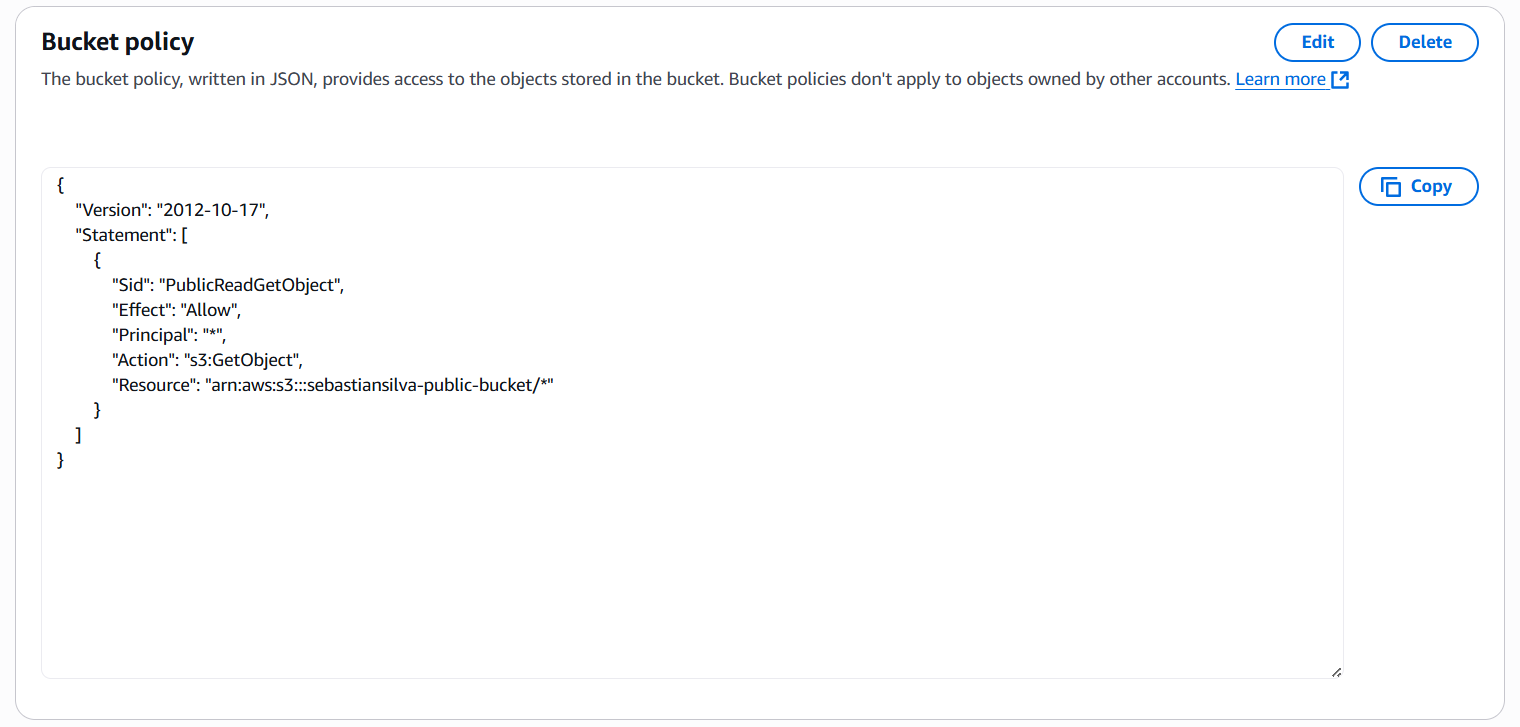 Bucket policy
Edit
Delete
The bucket policy, written in JSON, provides access to the objects stored in the bucket. Bucket policies don't apply to objects owned by other accounts. Learn more
Copy
{
    "Version": "2012-10-17",
    "Statement": [
        {
            "Sid": "PublicReadGetObject",
            "Effect": "Allow",
            "Principal": "*",
            "Action": "s3:GetObject",
            "Resource": "arn:aws:s3:::sebastiansilva-public-bucket/*"
        }
    ]
}